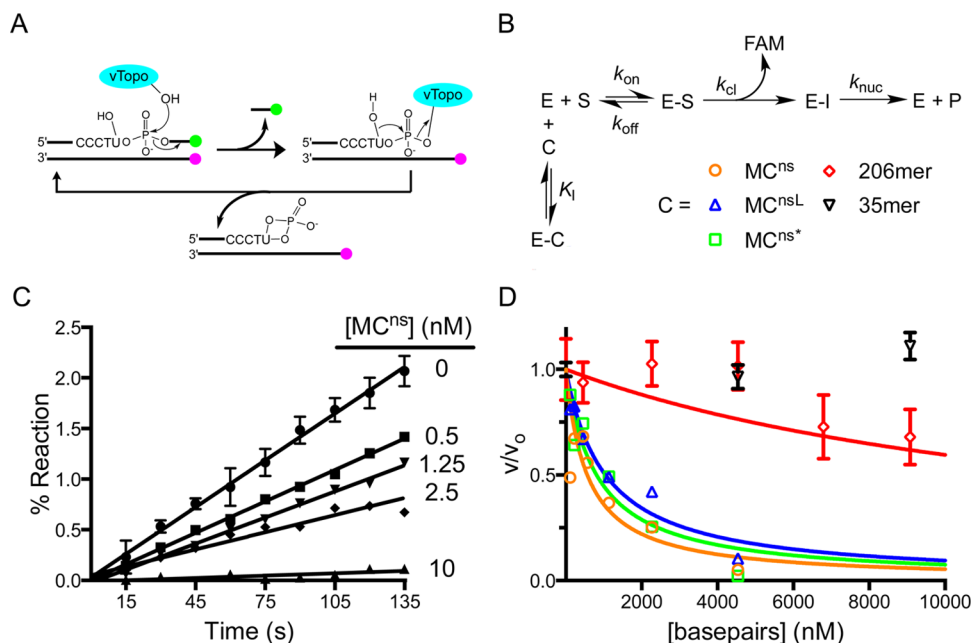 A
vTopo
OH
HO
O
5' CCCTUO P O
O-
3'
vTopo
H
O
O
5' CCCTUO P O
O-
3'
O
O P O-
5' CCCTU O
3'
B
FAM
kon kcl knuc
E + S E-S E-I E + P
koff
+
C
KI
E-C
C =
MCns
MCnsL
MCns*
206mer
35mer
C
[MCns] (nM)
0
0.5
1.25
2.5
10
% Reaction
2.5
2.0
1.5
1.0
0.5
0.0
15 45 75 105 135
Time (s)
D
v/vo
1.0
0.5
0.0
2000 4000 6000 8000 10000
[basepairs] (nM)